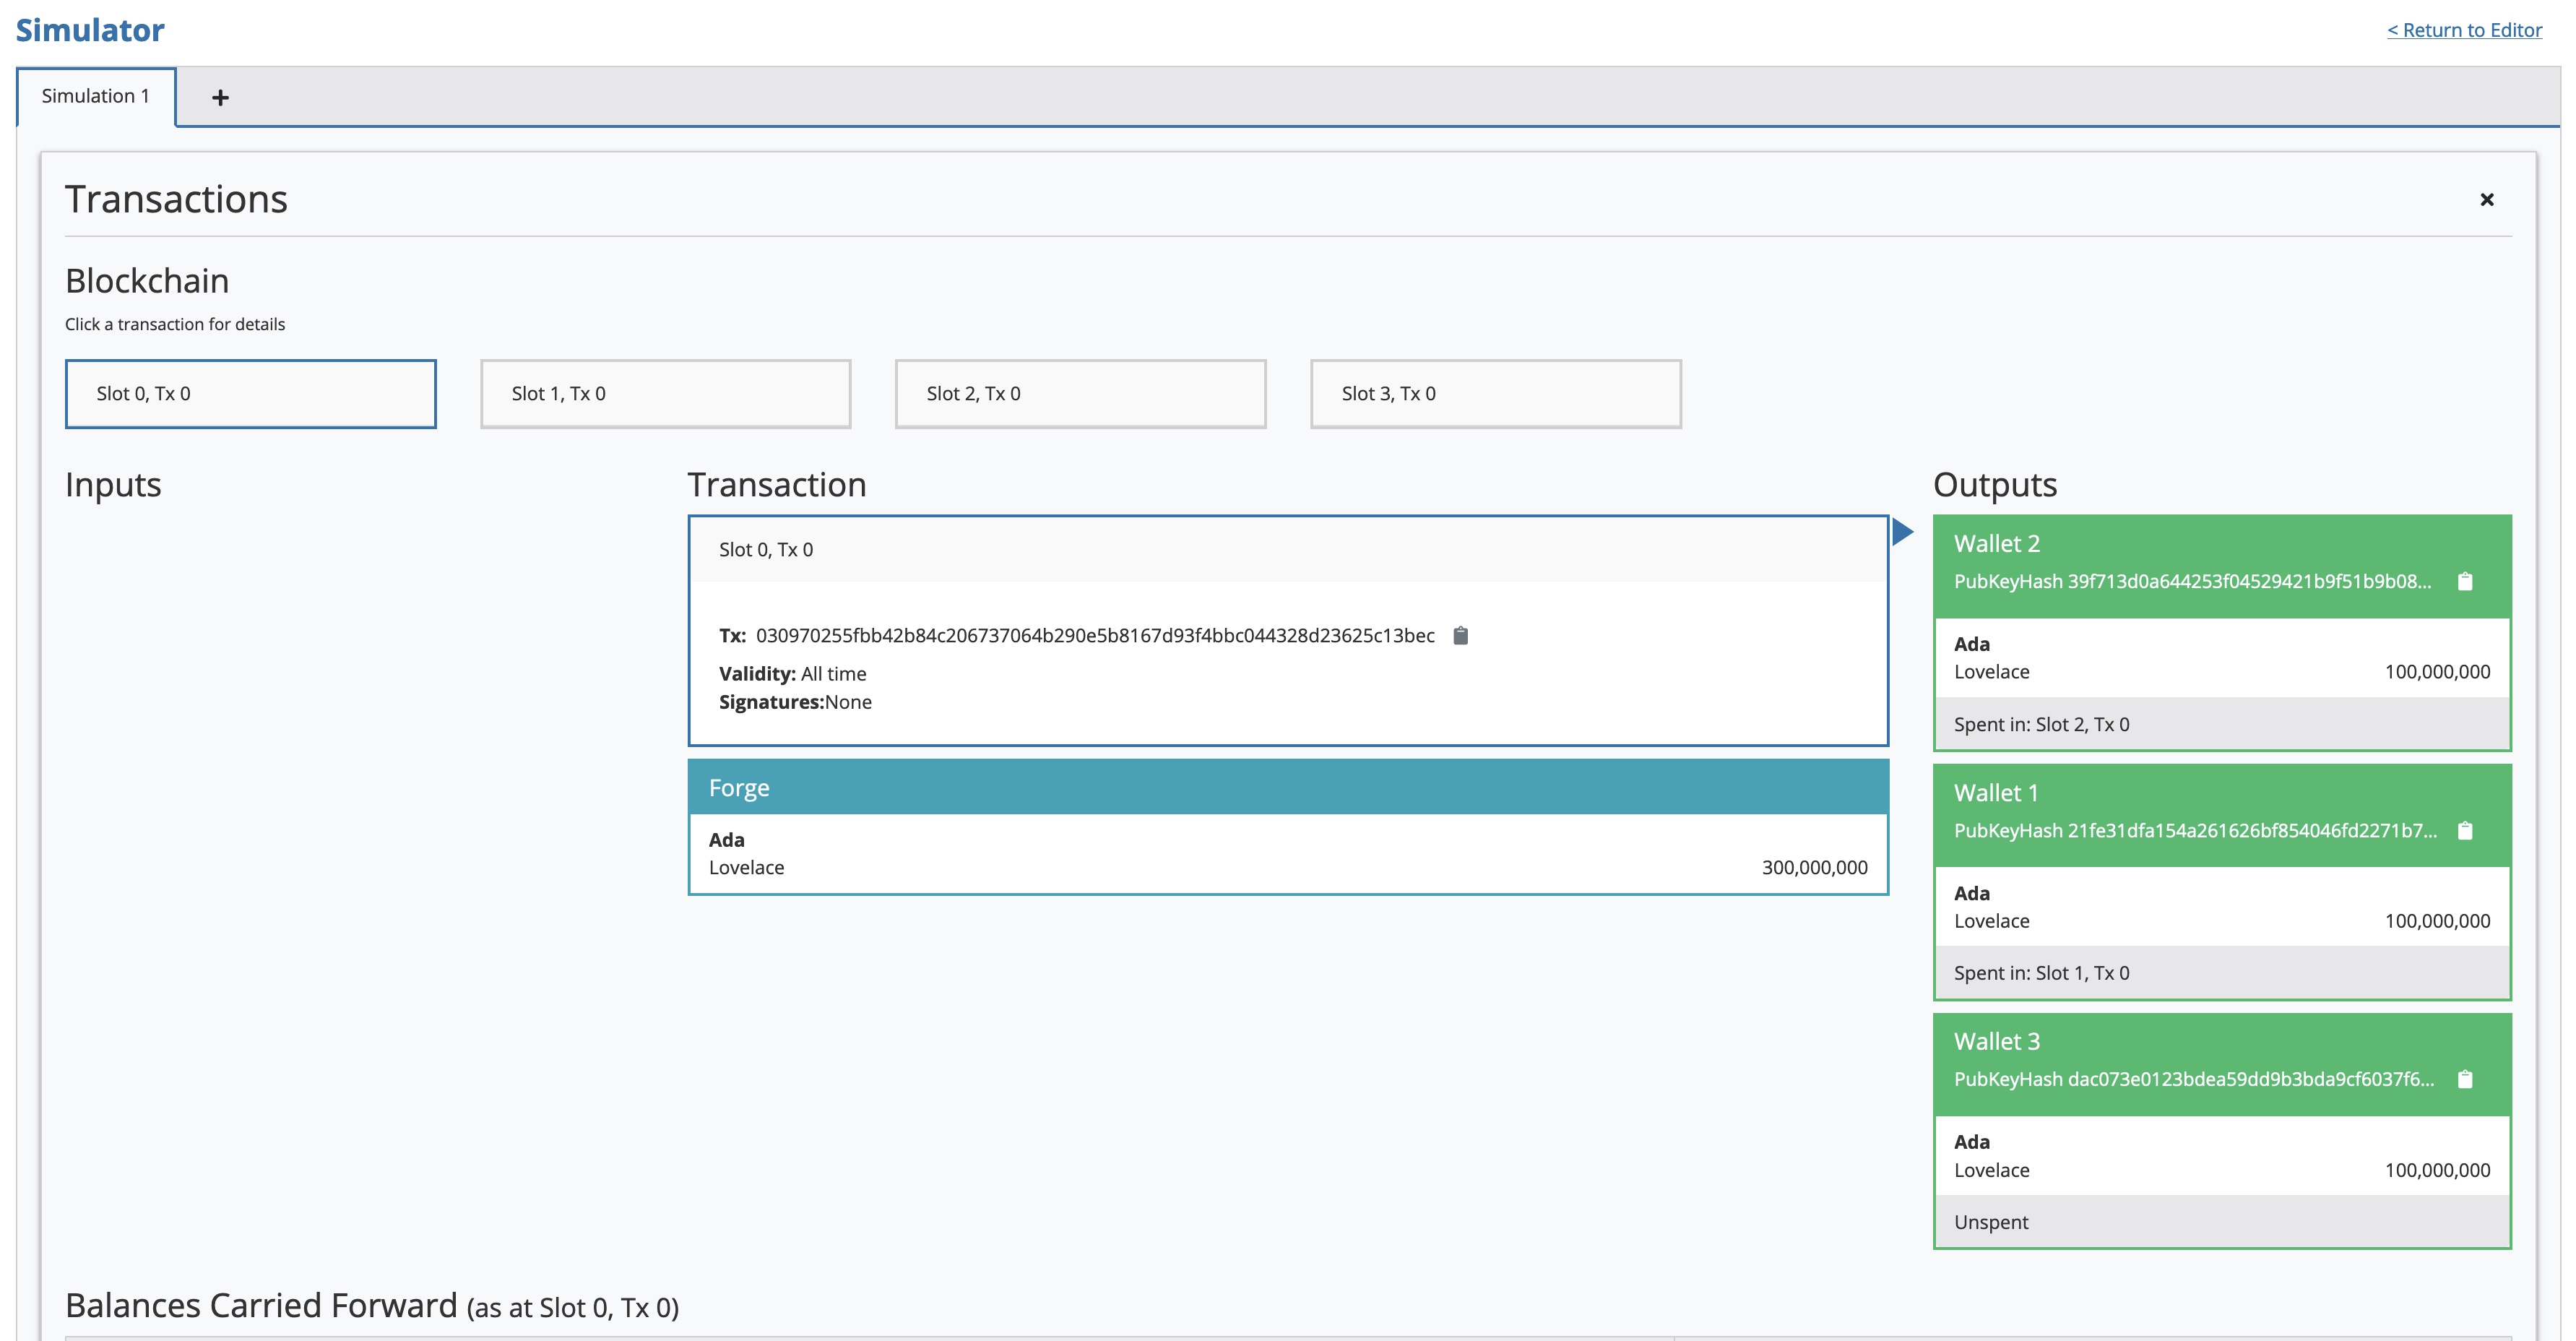 Simulator
< Return to Editor
Simulation 1
+
Transactions
Blockchain
Click a transaction for details
Slot 0, Tx 0
Slot 1, Tx 0
Slot 2, Tx 0
Slot 3, Tx 0
Inputs
Transaction
Slot 0, Tx 0
Tx: 030970255fbb42b84c206737064b290e5b8167d93f4bbc044328d23625c13bec
Validity: All time
Signatures:None
Forge
Ada
Lovelace 300,000,000
Outputs
Wallet 2
PubKeyHash 39f713d0a644253f04529421b9f51b9b08...
Ada
Lovelace 100,000,000
Spent in: Slot 2, Tx 0
Wallet 1
PubKeyHash 21fe31dfa154a261626bf854046fd2271b7...
Ada
Lovelace 100,000,000
Spent in: Slot 1, Tx 0
Wallet 3
PubKeyHash dac073e0123bdea59dd9b3bda9cf6037f6...
Ada
Lovelace 100,000,000
Unspent
Balances Carried Forward (as at Slot 0, Tx 0)